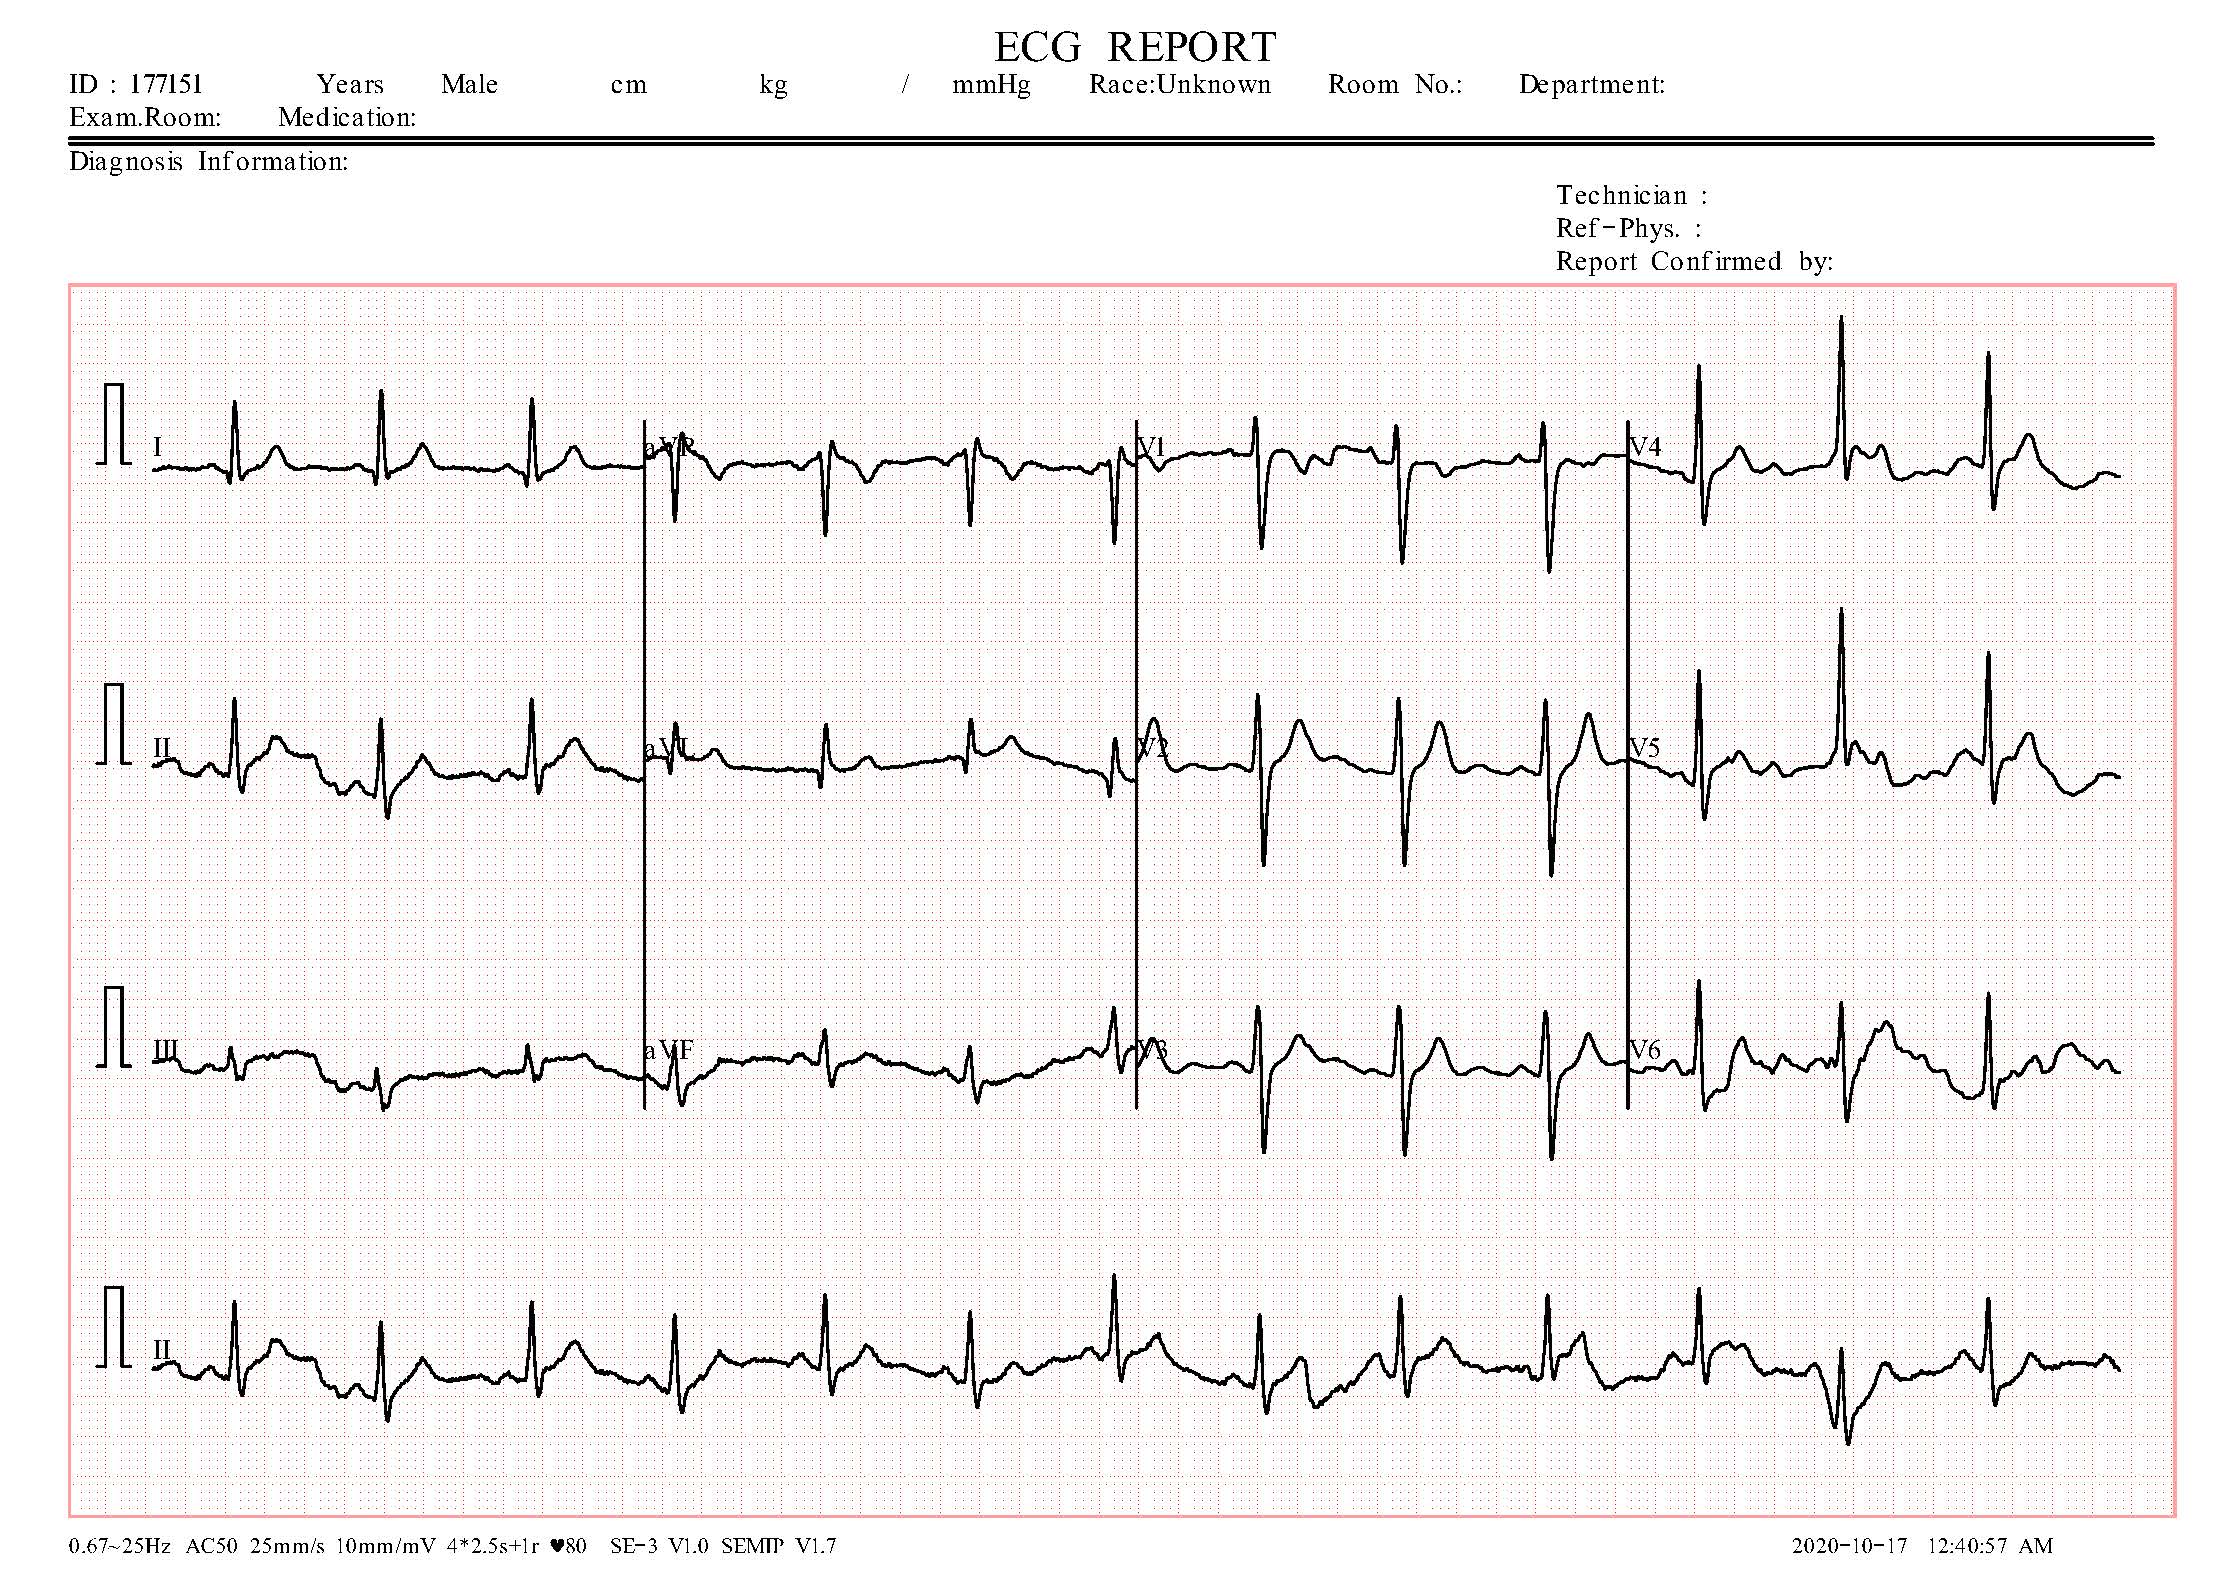 ECG REPORT
ID : 177151 Years Male cm kg / mmHg Race:Unknown Room No.: Department:
Exam.Room: Medication:
Diagnosis Information:
Technician :
Ref-Phys. :
Report Confirmed by:
I aVR V1 V4
II aVL V2 V5
III aVF V3 V6
II
0.67~25Hz AC50 25mm/s 10mm/mV 4*2.5s+1r ♥80 SE-3 V1.0 SEMIP V1.7 2020-10-17 12:40:57 AM